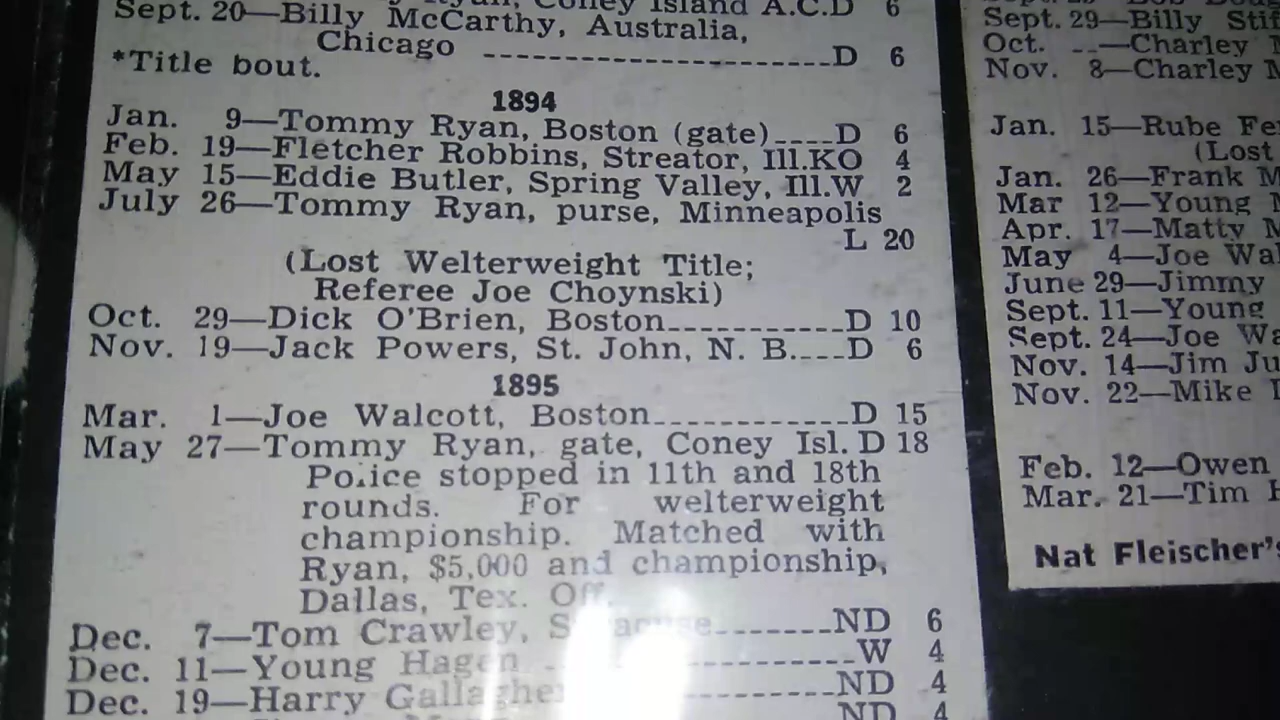 Ryan, Coney Island A.C.D 6
Sept. 20—Billy McCarthy, Australia,
Chicago ---------------------D 6
*Title bout.
1894
Jan. 9—Tommy Ryan, Boston (gate)----D 6
Feb. 19—Fletcher Robbins, Streator, Ill.KO 4
May 15—Eddie Butler, Spring Valley, Ill.W 2
July 26—Tommy Ryan, purse, Minneapolis
L 20
(Lost Welterweight Title;
Referee Joe Choynski)
Oct. 29—Dick O'Brien, Boston-----------D 10
Nov. 19—Jack Powers, St. John, N. B.---D 6
1895
Mar. 1—Joe Walcott, Boston------------D 15
May 27—Tommy Ryan, gate, Coney Isl. D 18
Police stopped in 11th and 18th
rounds. For welterweight
championship. Matched with
Ryan, $5,000 and championship,
Dallas, Tex. Off.
Dec. 7—Tom Crawley, Syracuse-------ND 6
Dec. 11—Young Hagen ------------W 4
Dec. 19—Harry Gallagher --------ND 4
ND 4
Sept. 29—Billy
Oct. --—Charley
Nov. 8—Charley
Jan. 15—Rube
(Lost
Jan. 26—Frank
Mar 12—Young
Apr. 17—Matty
May 4—Joe
June 29—Jimmy
Sept. 11—Young
Sept. 24—Joe
Nov. 14—Jim
Nov. 22—Mike
Feb. 12—Owen
Mar. 21—Tim
Nat Fleischer's